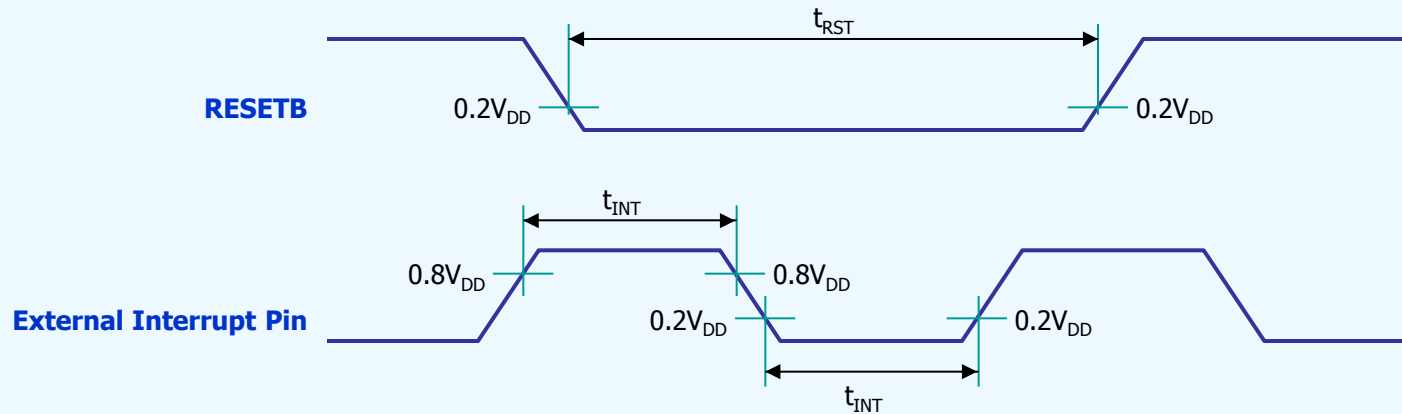 tRST
RESETB
0.2VDD
0.2VDD
tINT
0.8VDD
0.8VDD
External Interrupt Pin
0.2VDD
0.2VDD
tINT